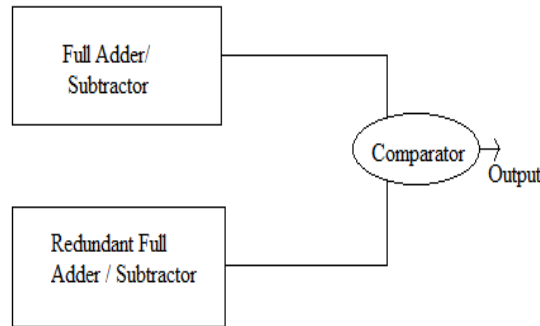 Full Adder/
Subtractor
Comparator
Output
Redundant Full
Adder / Subtractor